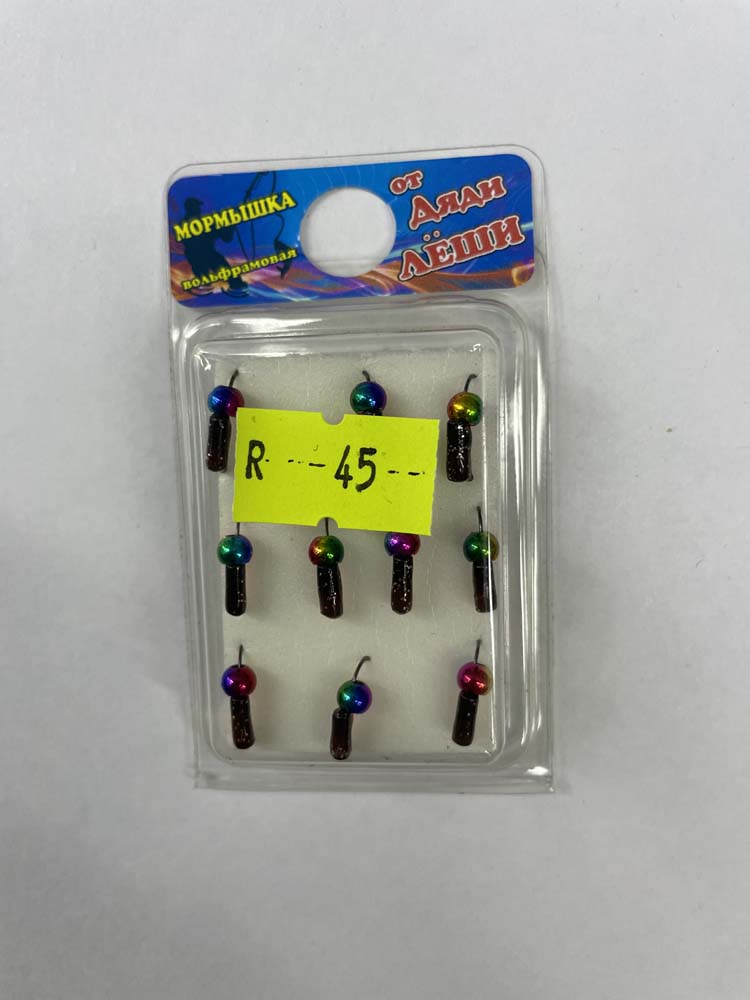 МОРМЫШКА
вольфрамовая
от
Дяди
ЛЁШИ
R---45--